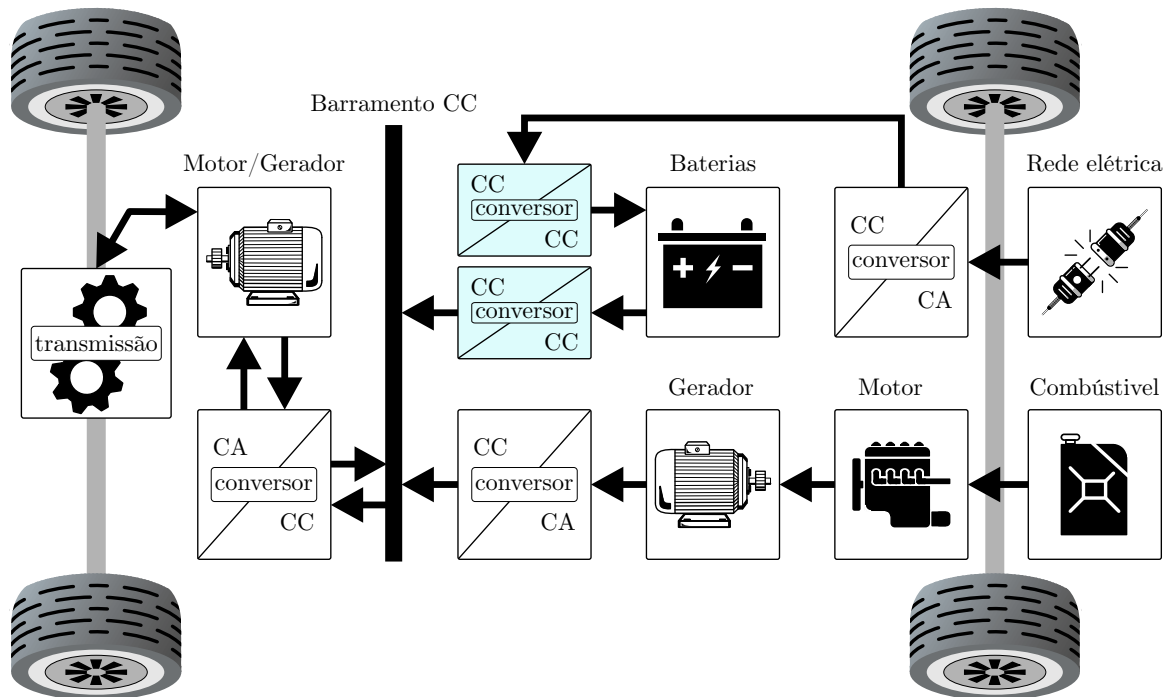 Barramento CC
Motor/Gerador
CC
conversor
CC
Baterias
Rede elétrica
CC
conversor
CA
CC
conversor
CC
transmissão
Gerador
Motor
Combústivel
CA
conversor
CC
CC
conversor
CA